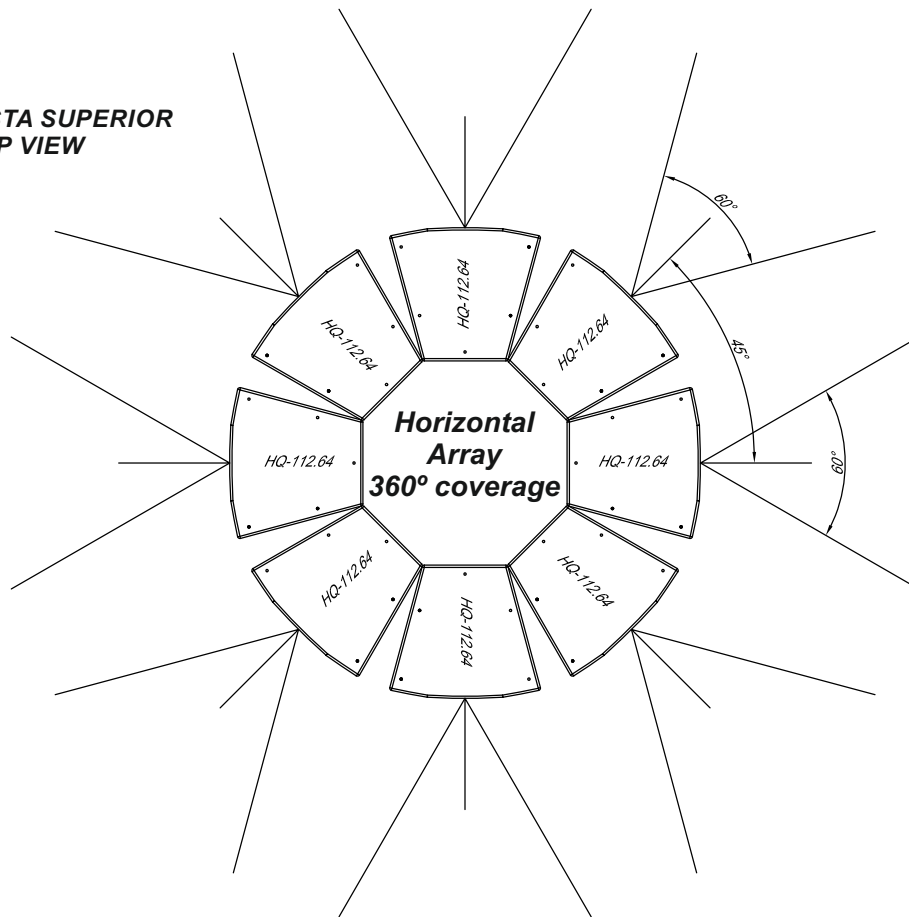 TA SUPERIOR
P VIEW
60°
HQ-112.64
HQ-112.64
HQ-112.64
45°
Horizontal
Array
360º coverage
HQ-112.64
HQ-112.64
60°
HQ-112.64
HQ-112.64
HQ-112.64